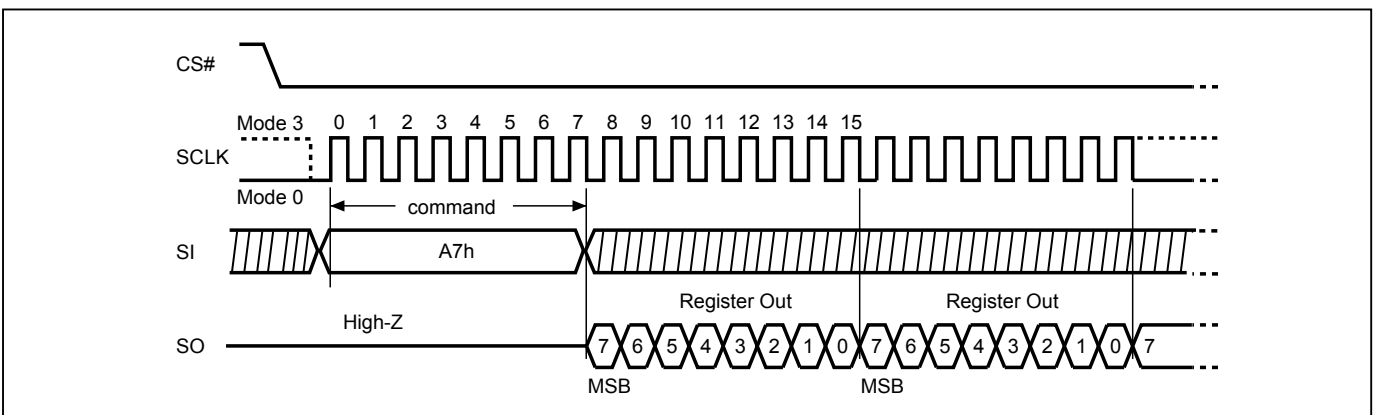 CS#
Mode 3 0 1 2 3 4 5 6 7 8 9 10 11 12 13 14 15
SCLK
Mode 0
command
SI A7h
Register Out Register Out
High-Z
SO 7 6 5 4 3 2 1 0 7 6 5 4 3 2 1 0 7
MSB MSB